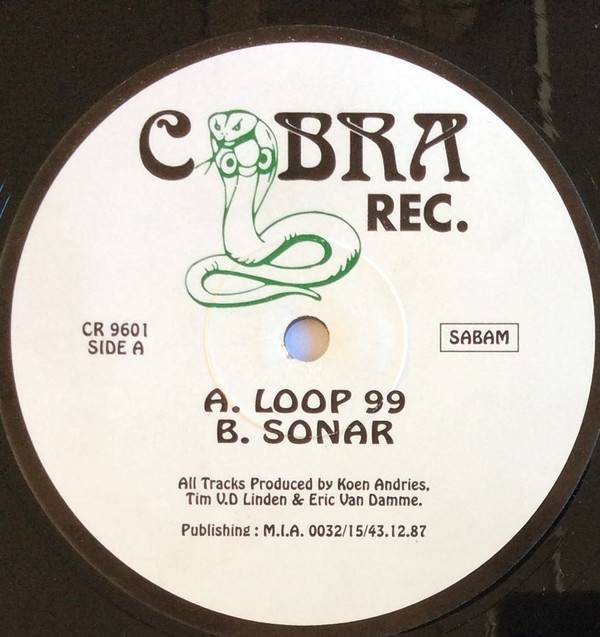 COBRA
REC.
CR 9601
SIDE A
SABAM
A. LOOP 99
B. SONAR
All Tracks Produced by Koen Andries,
Tim V.D Linden & Eric Van Damme.
Publishing : M.I.A. 0032/15/43.12.87